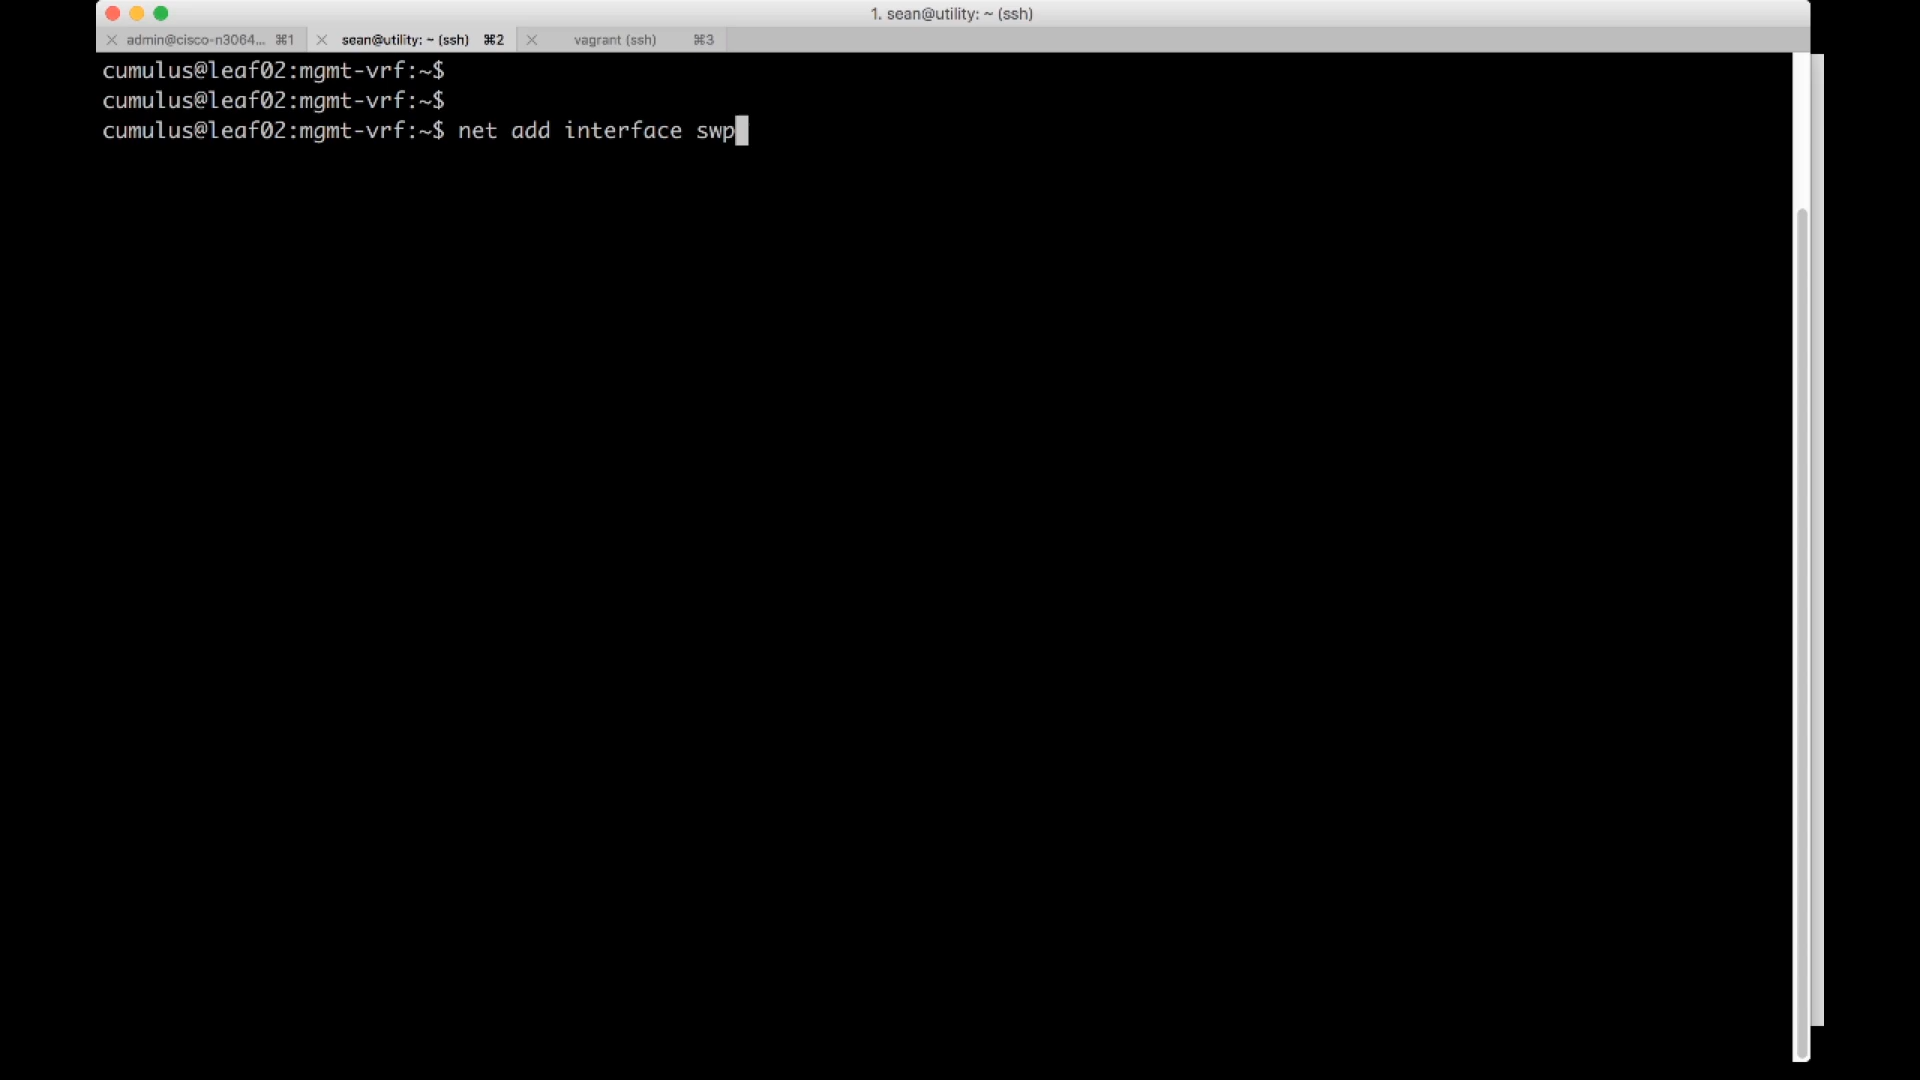 1. sean@utility: ~ (ssh)
admin@cisco-n3064... ⌘1 sean@utility: ~ (ssh) ⌘2 vagrant (ssh) ⌘3
cumulus@leaf02:mgmt-vrf:~$
cumulus@leaf02:mgmt-vrf:~$
cumulus@leaf02:mgmt-vrf:~$ net add interface swp